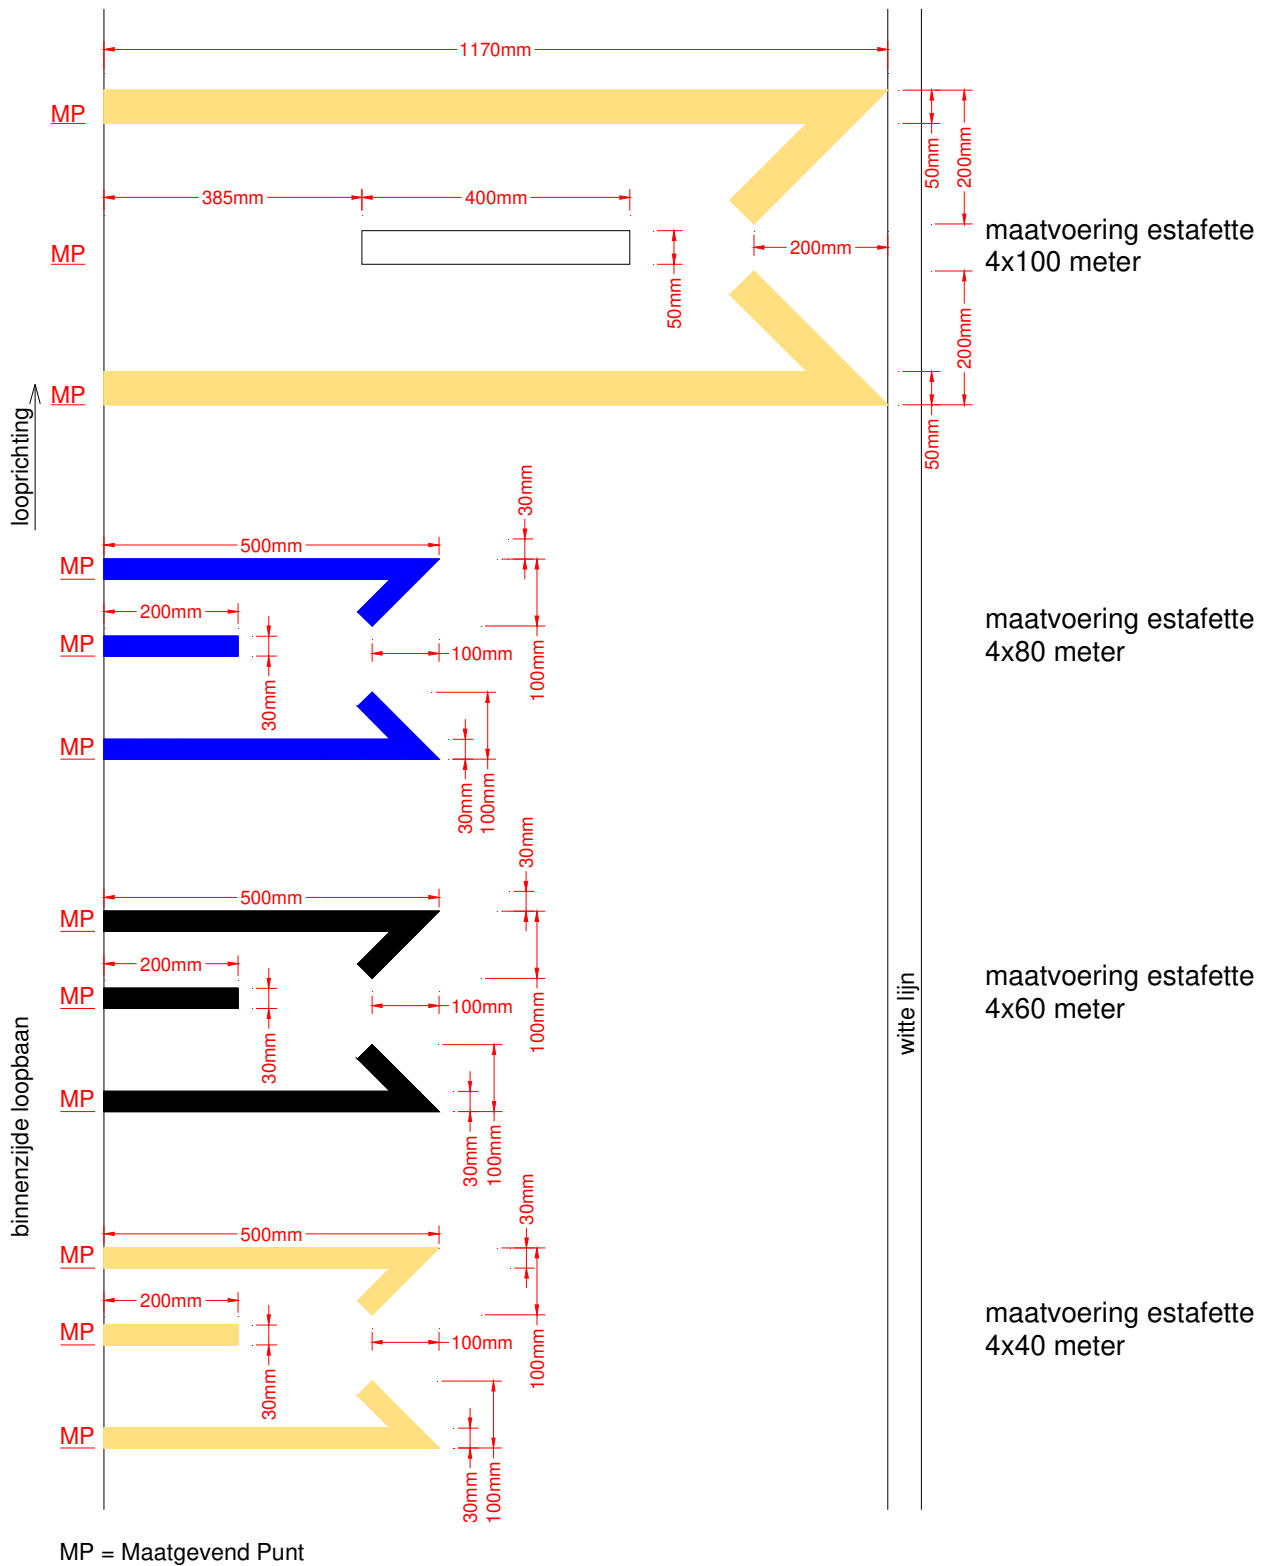 1170mm
MP
50mm
200mm
385mm
400mm
maatvoering estafette
4x100 meter
MP
200mm
50mm
200mm
MP
50mm
looprichting
30mm
500mm
MP
200mm
maatvoering estafette
4x80 meter
MP
100mm
100mm
30mm
MP
30mm
100mm
30mm
500mm
MP
200mm
maatvoering estafette
4x60 meter
MP
100mm
100mm
30mm
witte lijn
binnenzijde loopbaan
MP
30mm
100mm
30mm
500mm
MP
200mm
maatvoering estafette
4x40 meter
MP
100mm
100mm
30mm
MP
30mm
100mm
MP = Maatgevend Punt